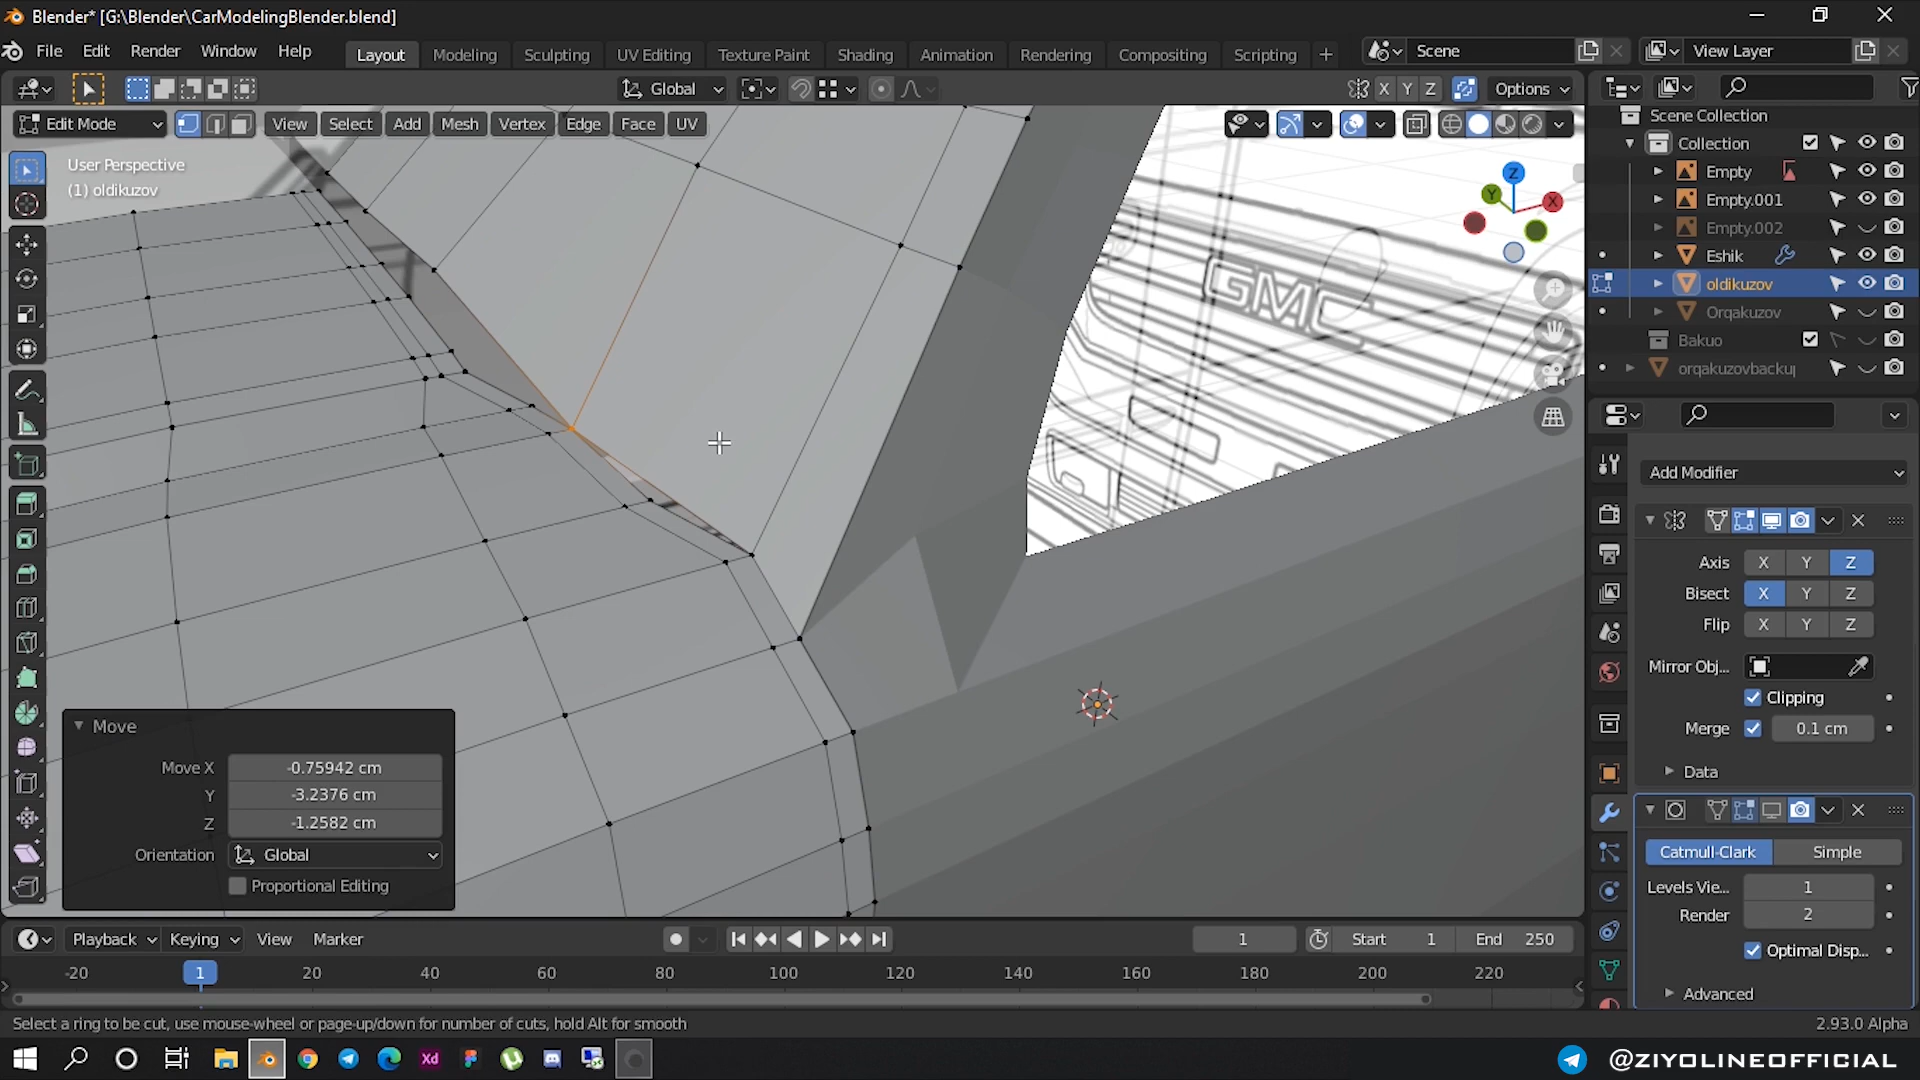 Blender* [G:\Blender\CarModelingBlender.blend]
File Edit Render Window Help Layout Modeling Sculpting UV Editing Texture Paint Shading Animation Rendering Compositing Scripting + Scene View Layer
Global X Y Z Options
Edit Mode View Select Add Mesh Vertex Edge Face UV
User Perspective
(1) oldikuzov
Z
Y
X
GMC
Scene Collection
Collection
Empty
Empty.001
Empty.002
Eshik
oldikuzov
Orqakuzov
Bakuo
orqakuzovbackup
Add Modifier
Axis X Y Z
Bisect X Y Z
Flip X Y Z
Mirror Obj...
Clipping
Merge 0.1 cm
Data
Catmull-Clark Simple
Levels Vie... 1
Render 2
Optimal Disp...
Advanced
Move
Move X -0.75942 cm
Y -3.2376 cm
Z -1.2582 cm
Orientation Global
Proportional Editing
Playback Keying View Marker 1 Start 1 End 250
-20 1 20 40 60 80 100 120 140 160 180 200 220
Select a ring to be cut, use mouse-wheel or page-up/down for number of cuts, hold Alt for smooth 2.93.0 Alpha
Xd
@ZIYOLINEOFFICIAL